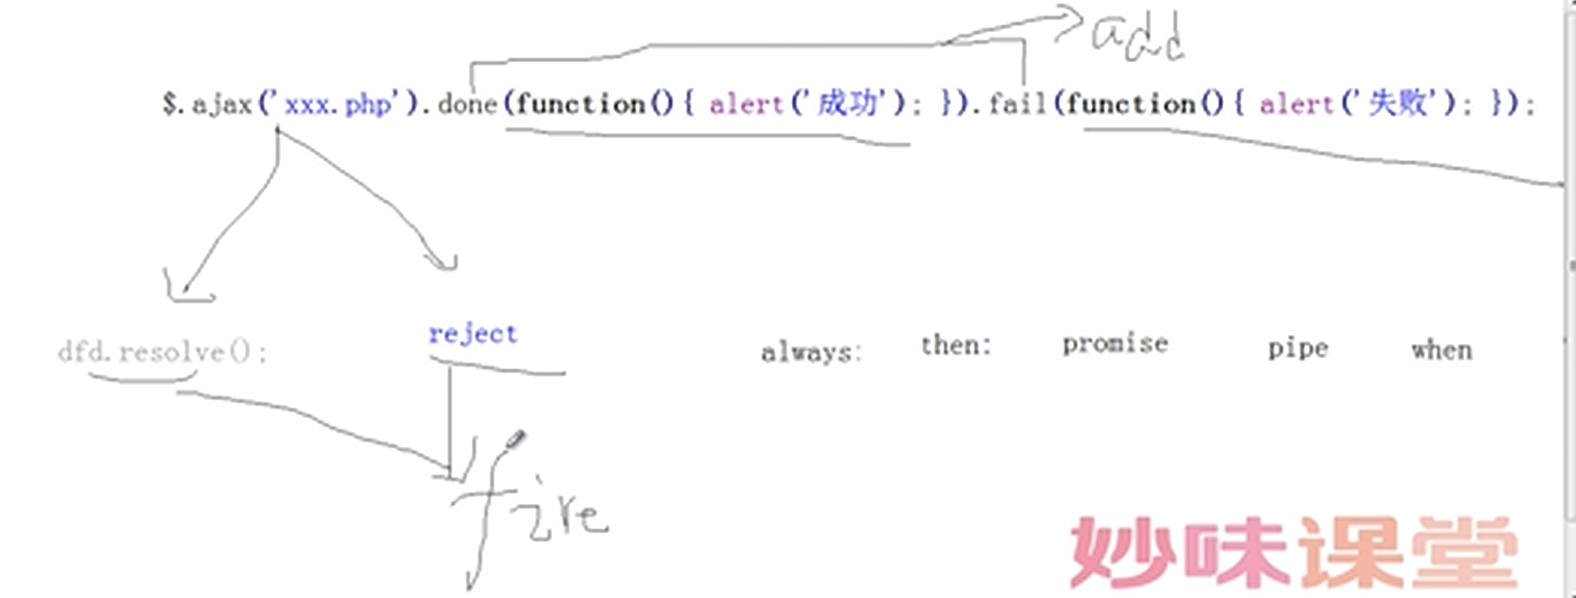 add
$.ajax('xxx.php').done(function(){ alert('成功'); }).fail(function(){ alert('失败'); });
dfd.resolve(); reject always: then: promise pipe when
fire
妙味课堂